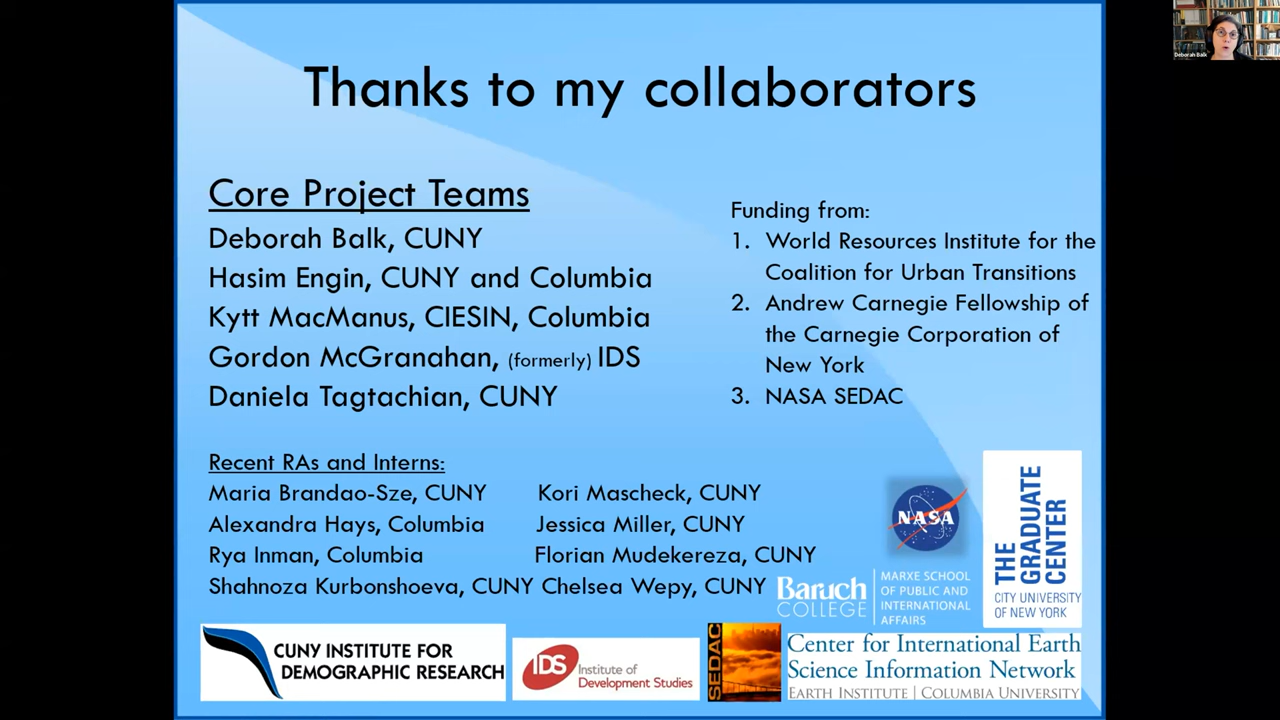 Thanks to my collaborators
Core Project Teams
Deborah Balk, CUNY
Hasim Engin, CUNY and Columbia
Kytt MacManus, CIESIN, Columbia
Gordon McGranahan, (formerly) IDS
Daniela Tagtachian, CUNY
Funding from:
1. World Resources Institute for the
Coalition for Urban Transitions
2. Andrew Carnegie Fellowship of
the Carnegie Corporation of
New York
3. NASA SEDAC
Recent RAs and Interns:
Maria Brandao-Sze, CUNY Kori Mascheck, CUNY
Alexandra Hays, Columbia Jessica Miller, CUNY
Rya Inman, Columbia Florian Mudekereza, CUNY
Shahnoza Kurbonshoeva, CUNY Chelsea Wepy, CUNY
NASA
THE
GRADUATE
CENTER
CITY UNIVERSITY
OF NEW YORK
Baruch
COLLEGE
MARXE SCHOOL
OF PUBLIC AND
INTERNATIONAL
AFFAIRS
CUNY INSTITUTE FOR
DEMOGRAPHIC RESEARCH
IDS
Institute of
Development Studies
SEDAC
Center for International Earth
Science Information Network
EARTH INSTITUTE | COLUMBIA UNIVERSITY
Deborah Balk